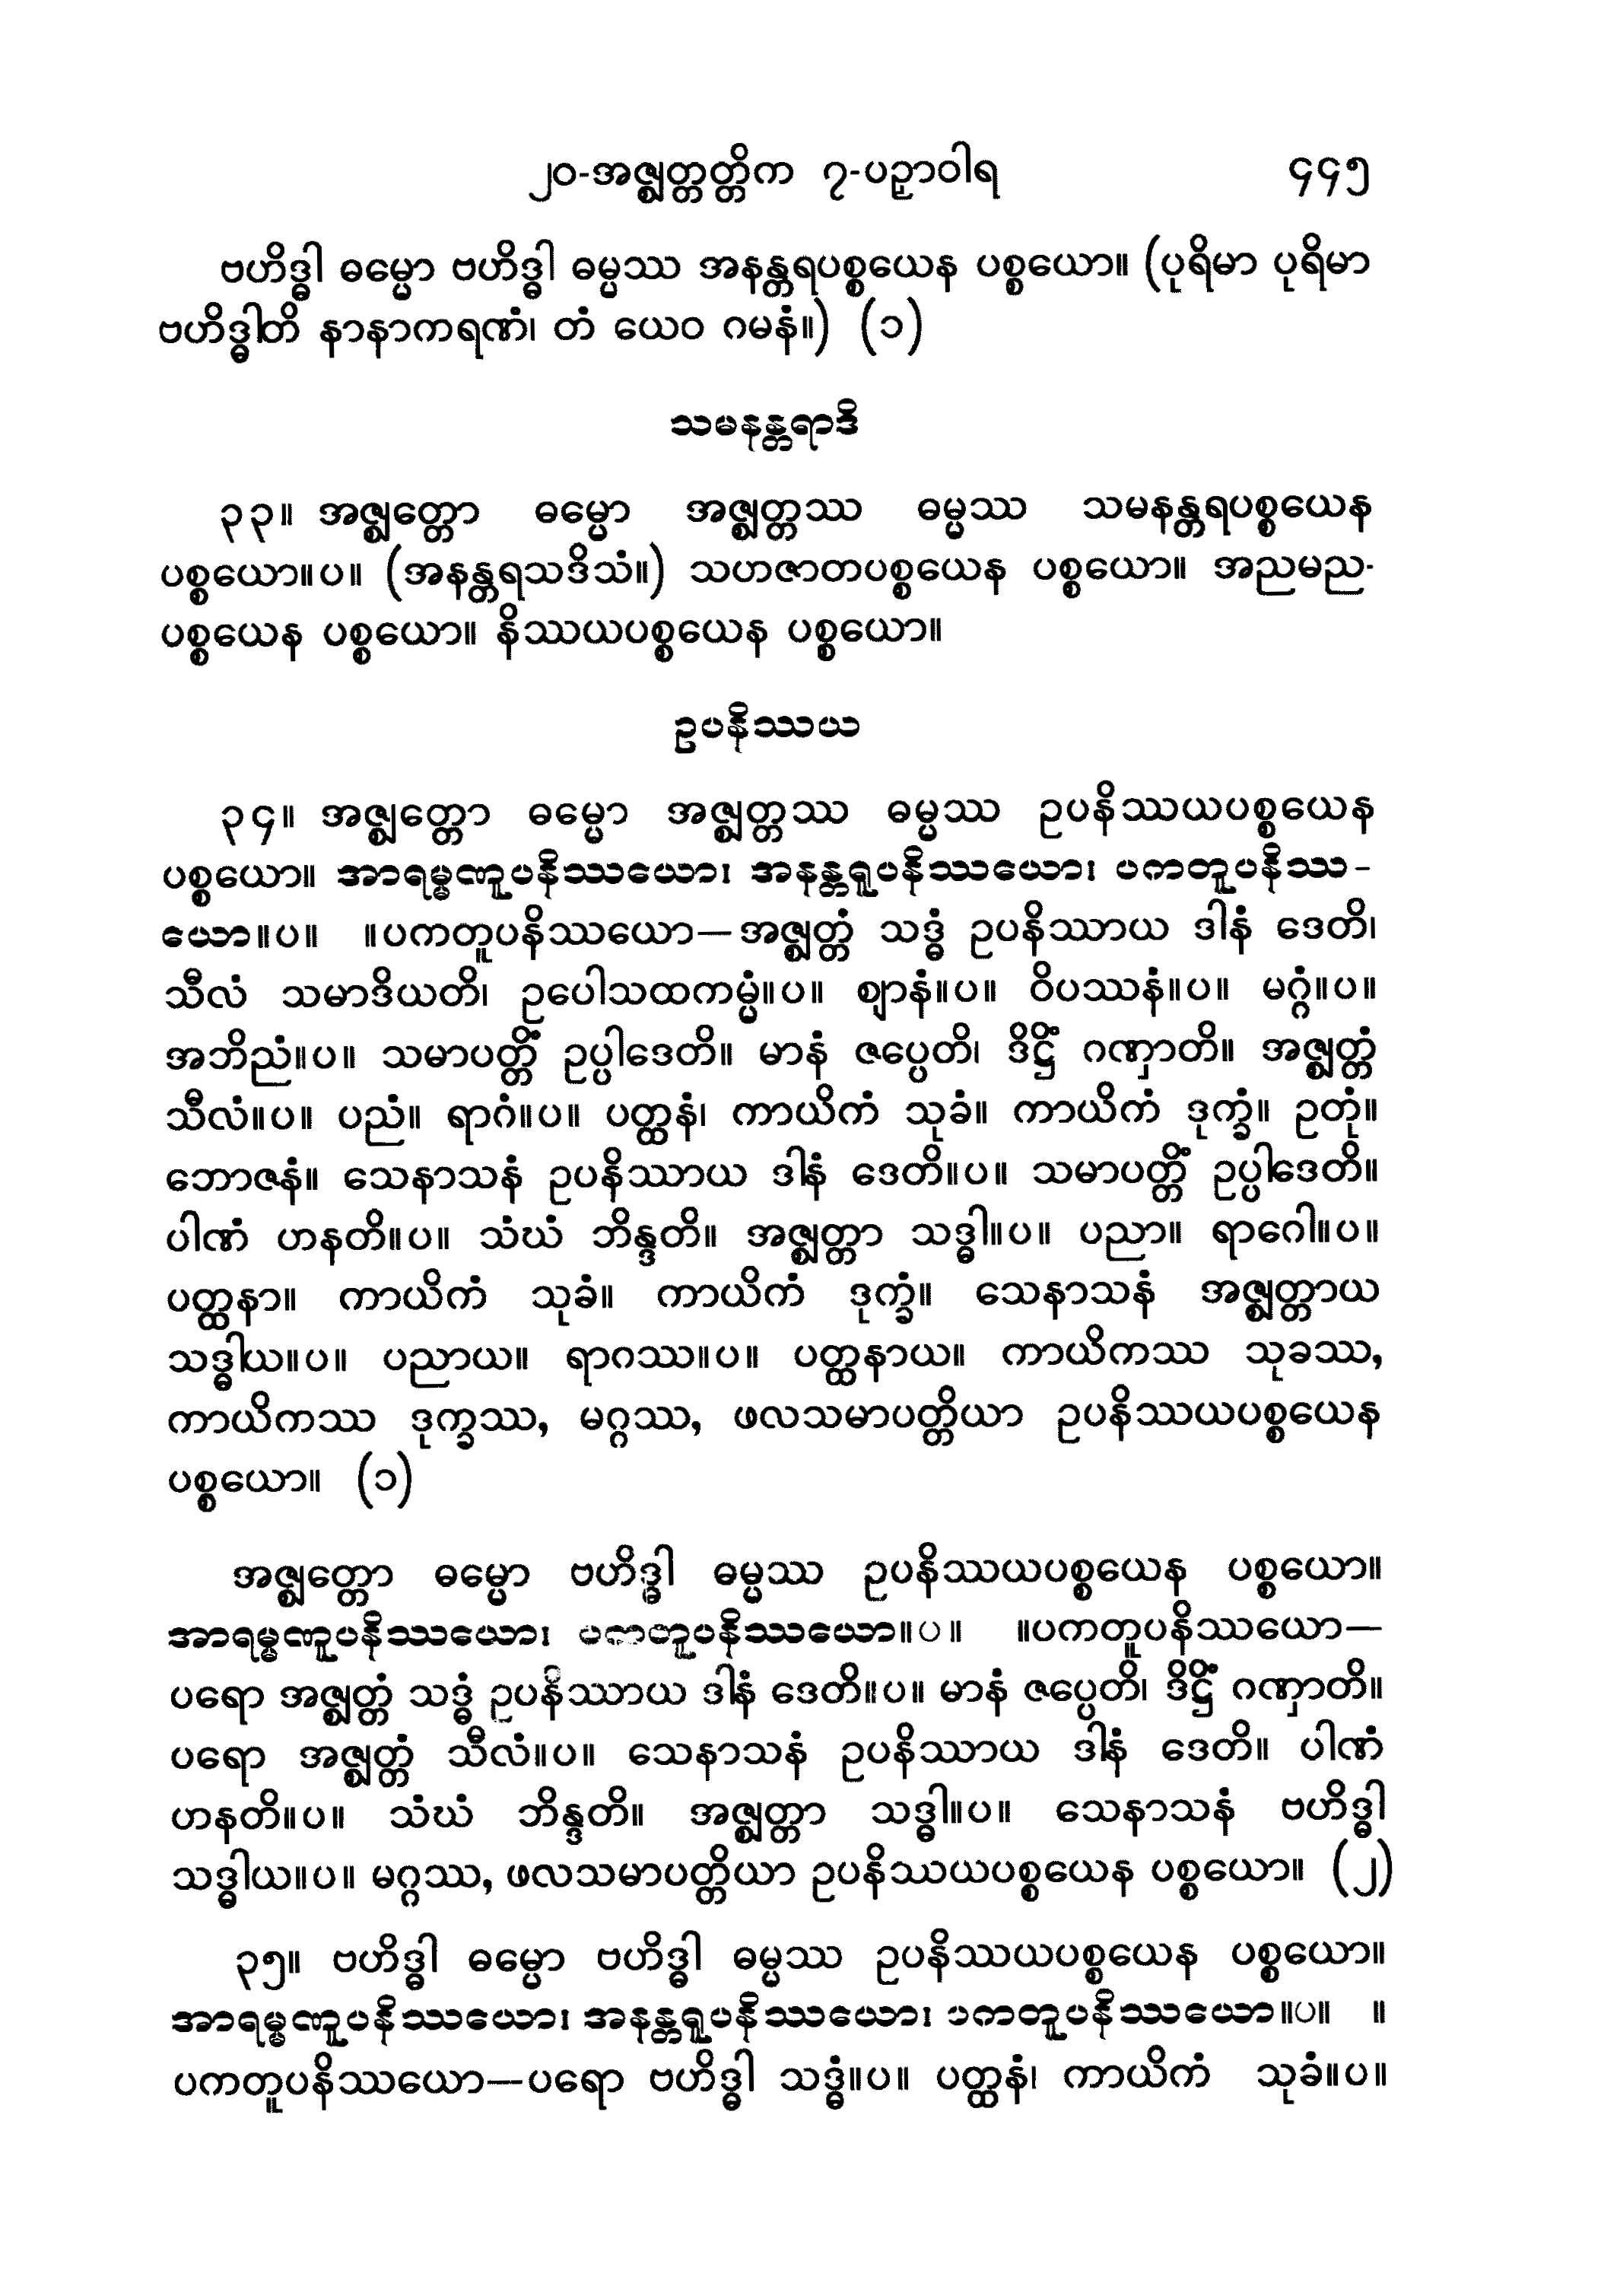 ၂၀-အဇ္ဈတ္တတ္တိက ၇-ပဉှာဝါရ ၄၄၅
ဗဟိဒ္ဓါ ဓမ္မော ဗဟိဒ္ဓါ ဓမ္မဿ အနန္တရပစ္စယေန ပစ္စယော။ (ပုရိမာ ပုရိမာ
ဗဟိဒ္ဓါတိ နာနာကရဏံ၊ တံ ယေဝ ဂမနံ။) (၁)
သမနန္တရာဒိ
၃၃။ အဇ္ဈတ္တော ဓမ္မော အဇ္ဈတ္တဿ ဓမ္မဿ သမနန္တရပစ္စယေန
ပစ္စယော။ပ။ (အနန္တရသဒိသံ။) သဟဇာတပစ္စယေန ပစ္စယော။ အညမည-
ပစ္စယေန ပစ္စယော။ နိဿယပစ္စယေန ပစ္စယော။
ဥပနိဿယ
၃၄။ အဇ္ဈတ္တော ဓမ္မော အဇ္ဈတ္တဿ ဓမ္မဿ ဥပနိဿယပစ္စယေန
ပစ္စယော။ အာရမ္မဏူပနိဿယော၊ အနန္တရူပနိဿယော၊ ပကတူပနိဿ-
ယော။ပ။ ။ပကတူပနိဿယော—အဇ္ဈတ္တံ သဒ္ဓံ ဥပနိဿာယ ဒါနံ ဒေတိ၊
သီလံ သမာဒိယတိ၊ ဥပေါသထကမ္မံ။ပ။ ဈာနံ။ပ။ ဝိပဿနံ။ပ။ မဂ္ဂံ။ပ။
အဘိညံ။ပ။ သမာပတ္တိံ ဥပ္ပါဒေတိ။ မာနံ ဇပ္ပေတိ၊ ဒိဋ္ဌိံ ဂဏှာတိ။ အဇ္ဈတ္တံ
သီလံ။ပ။ ပညံ။ ရာဂံ။ပ။ ပတ္ထနံ၊ ကာယိကံ သုခံ။ ကာယိကံ ဒုက္ခံ။ ဥတုံ။
ဘောဇနံ။ သေနာသနံ ဥပနိဿာယ ဒါနံ ဒေတိ။ပ။ သမာပတ္တိံ ဥပ္ပါဒေတိ။
ပါဏံ ဟနတိ။ပ။ သံဃံ ဘိန္ဒတိ။ အဇ္ဈတ္တာ သဒ္ဓါ။ပ။ ပညာ။ ရာဂေါ။ပ။
ပတ္ထနာ။ ကာယိကံ သုခံ။ ကာယိကံ ဒုက္ခံ။ သေနာသနံ အဇ္ဈတ္တာယ
သဒ္ဓါယ။ပ။ ပညာယ။ ရာဂဿ။ပ။ ပတ္ထနာယ။ ကာယိကဿ သုခဿ,
ကာယိကဿ ဒုက္ခဿ, မဂ္ဂဿ, ဖလသမာပတ္တိယာ ဥပနိဿယပစ္စယေန
ပစ္စယော။ (၁)
အဇ္ဈတ္တော ဓမ္မော ဗဟိဒ္ဓါ ဓမ္မဿ ဥပနိဿယပစ္စယေန ပစ္စယော။
အာရမ္မဏူပနိဿယော၊ ပကတူပနိဿယော။ပ။ ။ပကတူပနိဿယော—
ပရော အဇ္ဈတ္တံ သဒ္ဓံ ဥပနိဿာယ ဒါနံ ဒေတိ။ပ။ မာနံ ဇပ္ပေတိ၊ ဒိဋ္ဌိံ ဂဏှာတိ။
ပရော အဇ္ဈတ္တံ သီလံ။ပ။ သေနာသနံ ဥပနိဿာယ ဒါနံ ဒေတိ။ ပါဏံ
ဟနတိ။ပ။ သံဃံ ဘိန္ဒတိ။ အဇ္ဈတ္တာ သဒ္ဓါ။ပ။ သေနာသနံ ဗဟိဒ္ဓါ
သဒ္ဓါယ။ပ။ မဂ္ဂဿ, ဖလသမာပတ္တိယာ ဥပနိဿယပစ္စယေန ပစ္စယော။ (၂)
၃၅။ ဗဟိဒ္ဓါ ဓမ္မော ဗဟိဒ္ဓါ ဓမ္မဿ ဥပနိဿယပစ္စယေန ပစ္စယော။
အာရမ္မဏူပနိဿယော၊ အနန္တရူပနိဿယော၊ ပကတူပနိဿယော။ပ။ ။
ပကတူပနိဿယော—ပရော ဗဟိဒ္ဓါ သဒ္ဓံ။ပ။ ပတ္ထနံ၊ ကာယိကံ သုခံ။ပ။